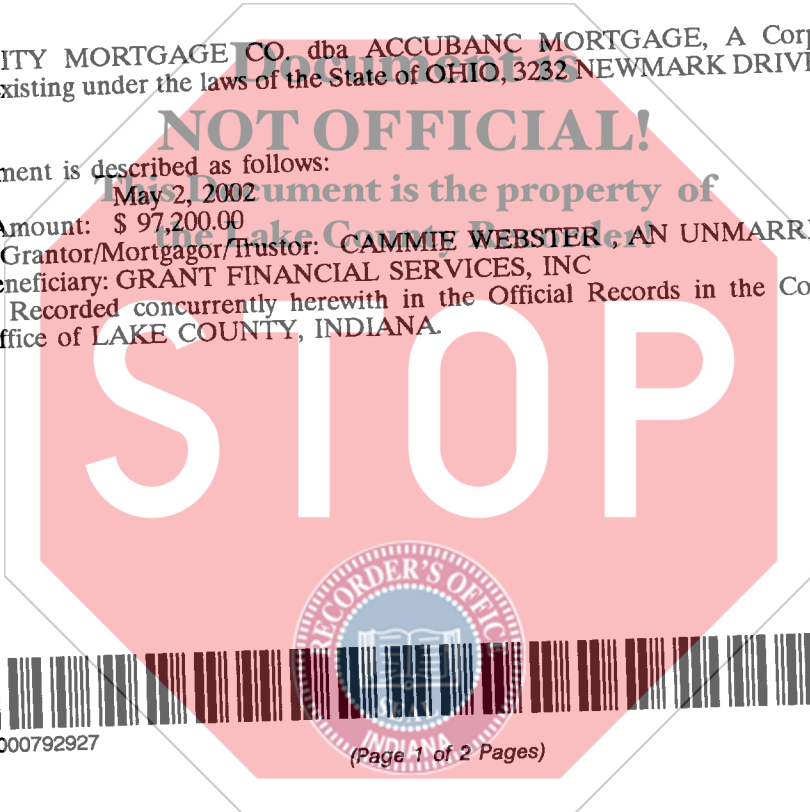 ITY MORTGAGE CO. dba ACCUBANC MORTGAGE, A Corp
xisting under the laws of the State of OHIO, 3232 NEWMARK DRIVE
Document is
NOT OFFICIAL!
This Document is the property of
the Lake County Recorder!
ment is described as follows:
May 2, 2002
Amount: $ 97,200.00
Grantor/Mortgagor/Trustor: CAMMIE WEBSTER , AN UNMARRI
eneficiary: GRANT FINANCIAL SERVICES, INC
Recorded concurrently herewith in the Official Records in the Co
ffice of LAKE COUNTY, INDIANA.
STOP
RECORDER'S OFFICE
SEAL
INDIANA
000792927
(Page 1 of 2 Pages)